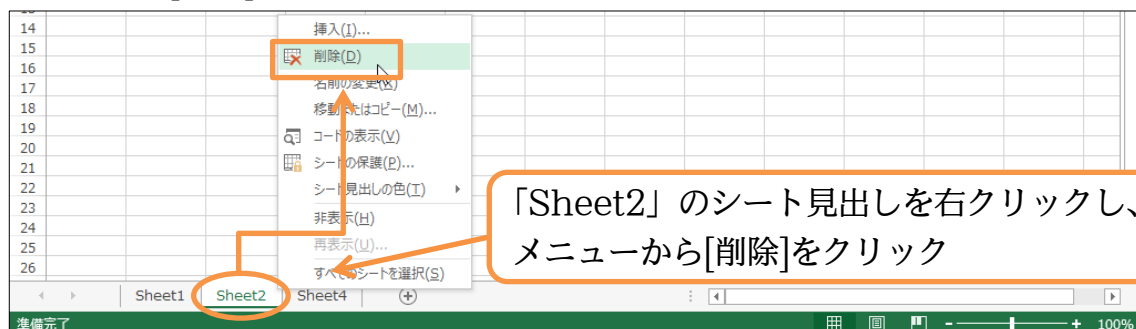 14
挿入(I)...
15
削除(D)
16
17
名前の変更(R)
18
移動またはコピー(M)...
19
コードの表示(V)
20
21
シートの保護(P)...
22
シート見出しの色(T)
23
非表示(H)
24
25
再表示(U)...
26
すべてのシートを選択(S)
「Sheet2」のシート見出しを右クリックし、
メニューから[削除]をクリック
Sheet1 Sheet2 Sheet4
準備完了 100%